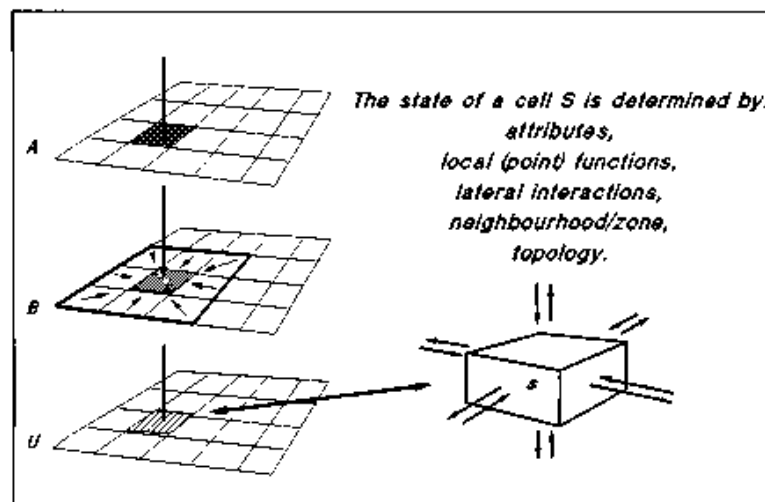 The state of a cell S is determined by:
attributes,
local (point) functions,
lateral interactions,
neighbourhood/zone,
topology.
A
B
U
S